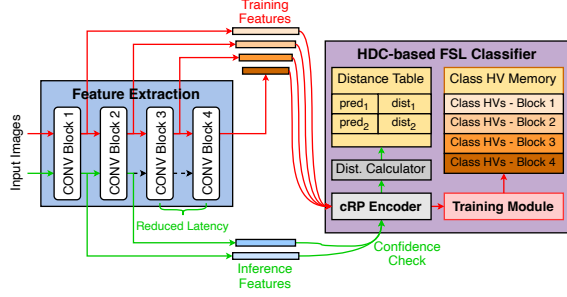 Training
Features
HDC-based FSL Classifier
Feature Extraction
Input Images
CONV Block 1
CONV Block 2
CONV Block 3
CONV Block 4
Reduced Latency
Distance Table
pred1 dist1
pred2 dist2
Dist. Calculator
cRP Encoder
Class HV Memory
Class HVs - Block 1
Class HVs - Block 2
Class HVs - Block 3
Class HVs - Block 4
Training Module
Confidence
Check
Inference
Features